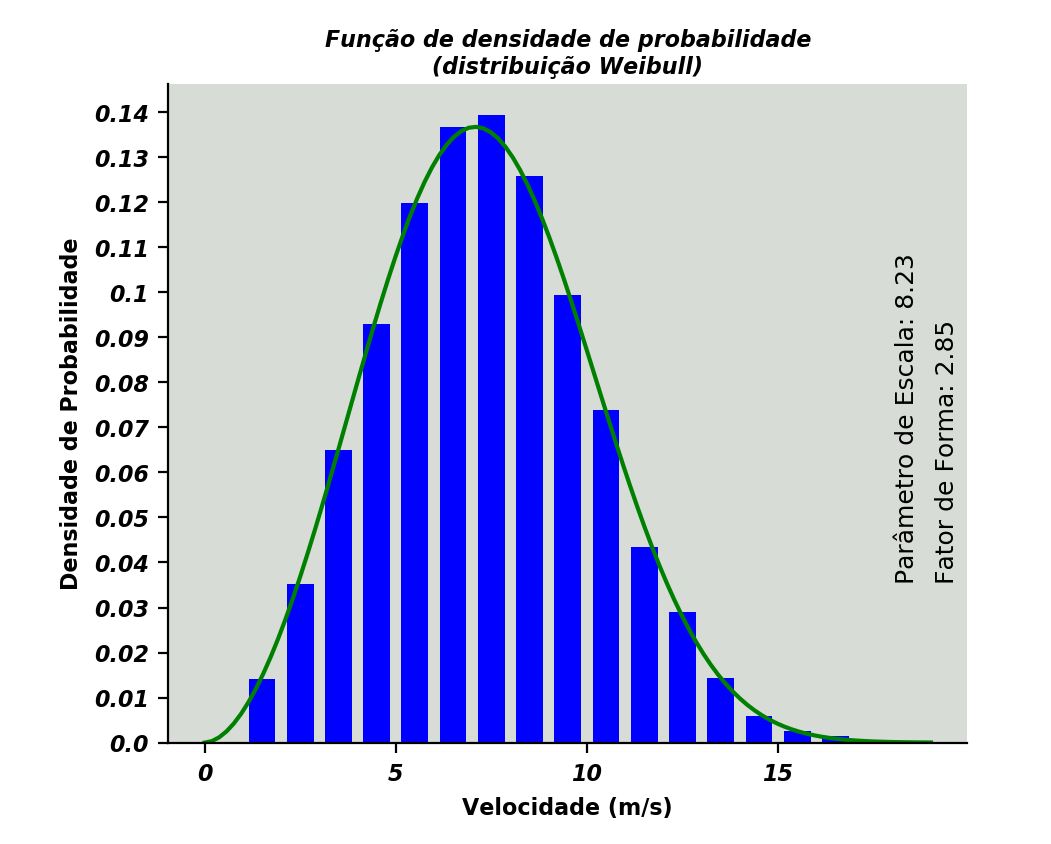 Função de densidade de probabilidade
(distribuição Weibull)
Densidade de Probabilidade
0.14
0.13
0.12
0.11
0.1
0.09
0.08
0.07
0.06
0.05
0.04
0.03
0.02
0.01
0.0
Parâmetro de Escala: 8.23
Fator de Forma: 2.85
0 5 10 15
Velocidade (m/s)